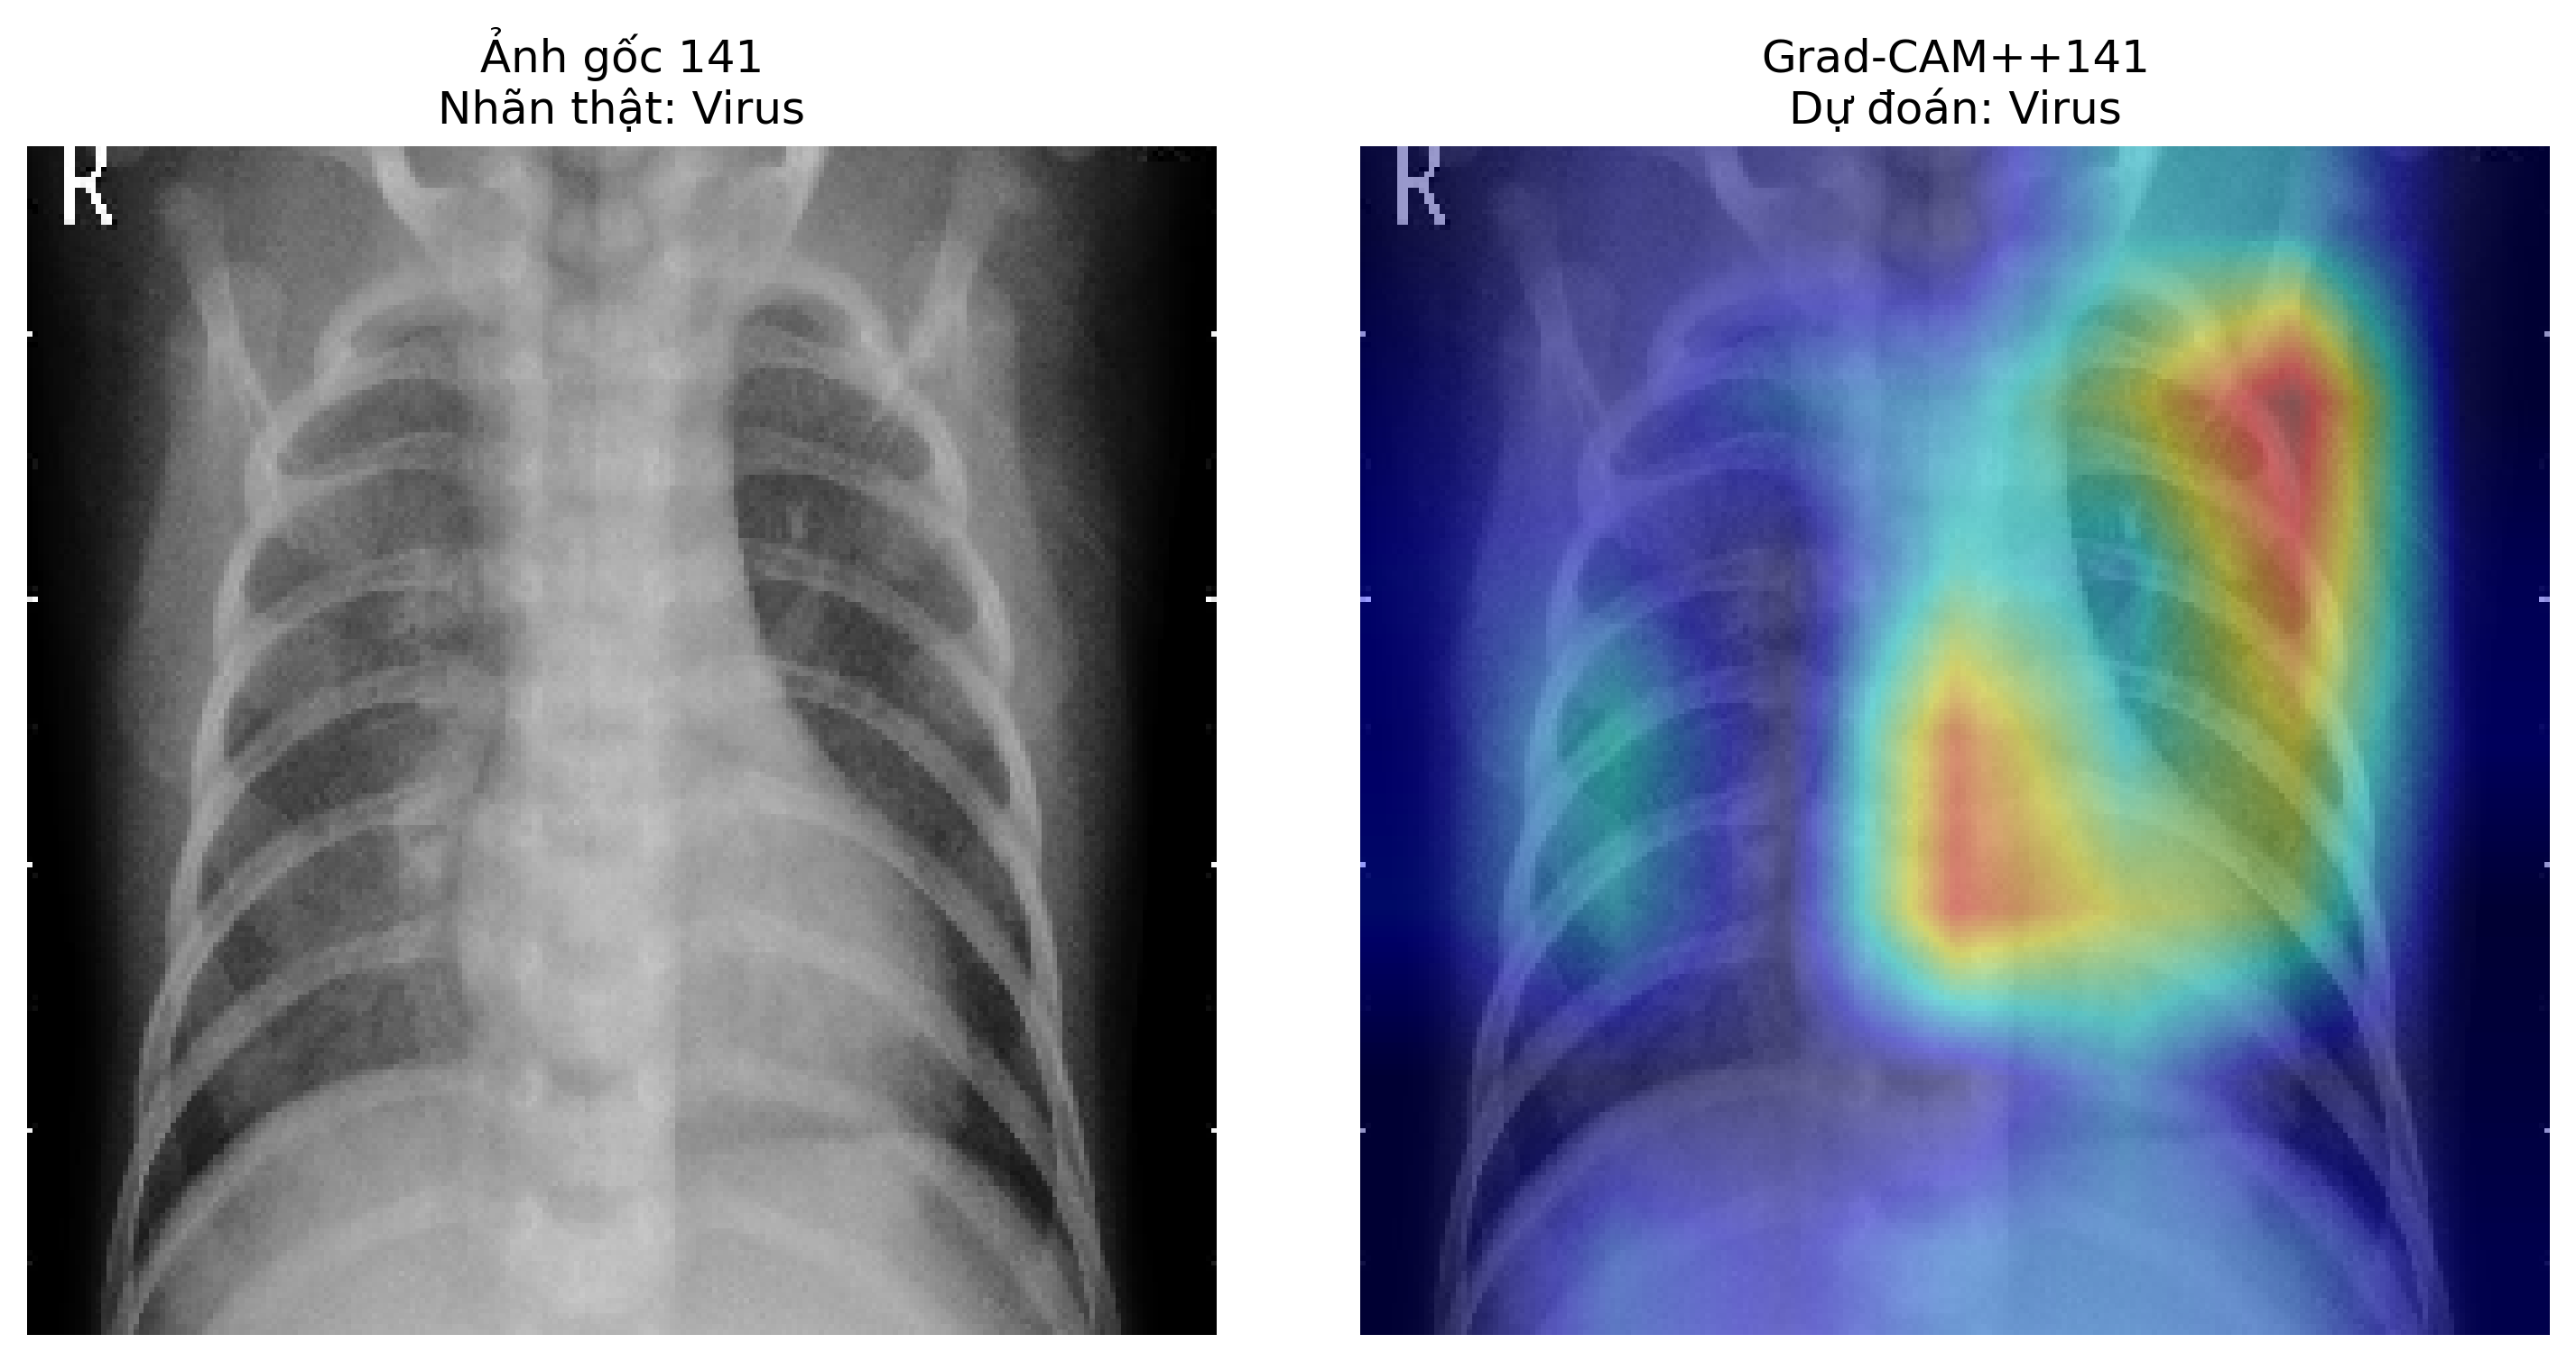 Ảnh gốc 141
Nhãn thật: Virus
Grad-CAM++141
Dự đoán: Virus
R
R